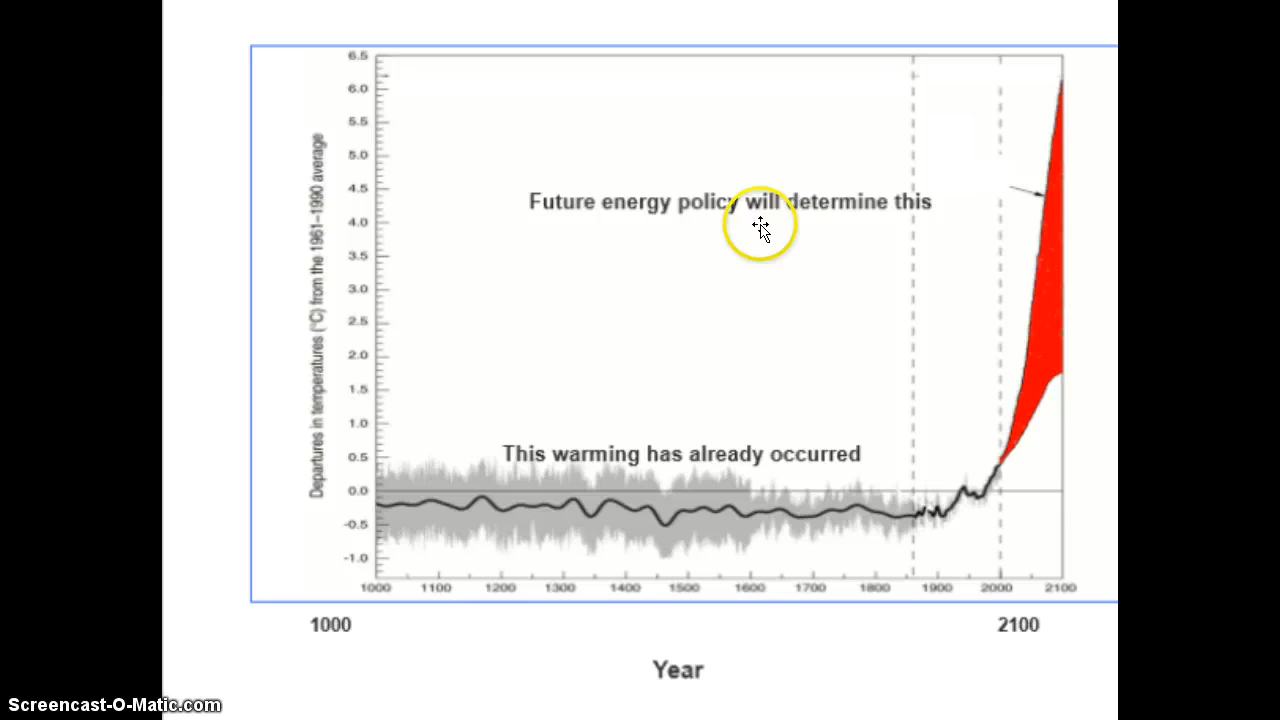 6.5
6.0
5.5
5.0
4.5
4.0
3.5
3.0
2.5
2.0
1.5
1.0
0.5
0.0
-0.5
-1.0
Departures in temperatures (°C) from the 1961–1990 average
Future energy policy will determine this
This warming has already occurred
1000 1100 1200 1300 1400 1500 1600 1700 1800 1900 2000 2100
1000 2100
Year
Screencast-O-Matic.com